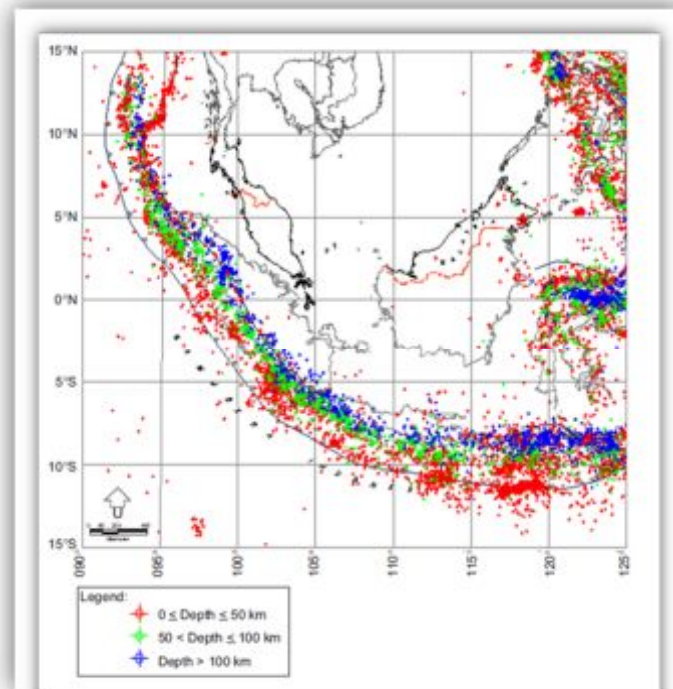 15°N
10°N
5°N
0°N
5°S
10°S
15°S
090°
095°
100°
105°
110°
115°
120°
125°
Legend:
0 ≤ Depth ≤ 50 km
50 < Depth ≤ 100 km
Depth > 100 km